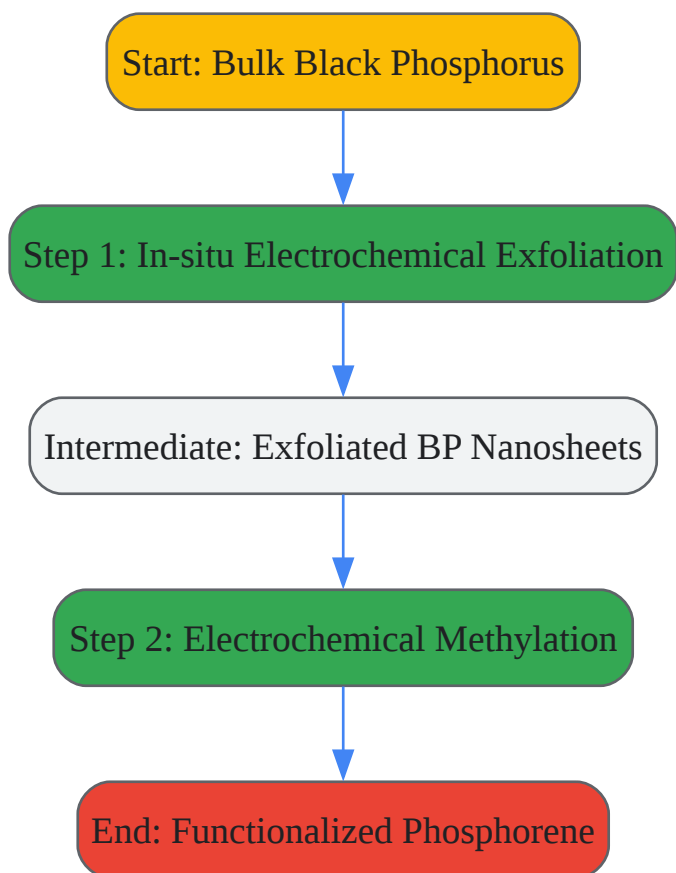 Start: Bulk Black Phosphorus
Step 1: In-situ Electrochemical Exfoliation
Intermediate: Exfoliated BP Nanosheets
Step 2: Electrochemical Methylation
End: Functionalized Phosphorene